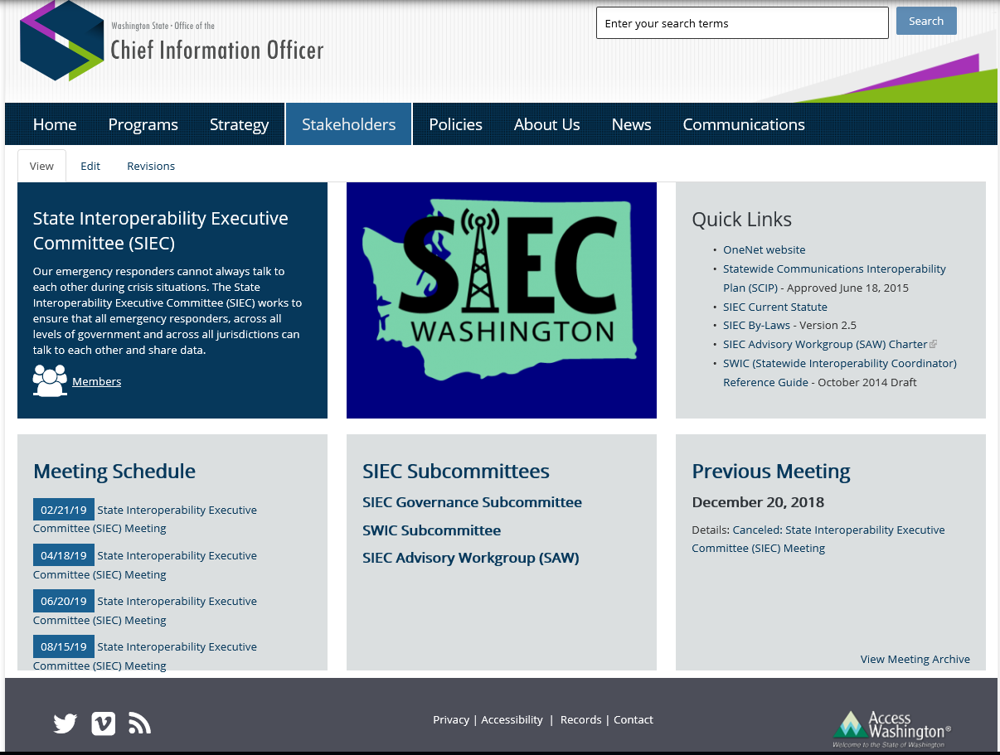 Washington State • Office of the
Chief Information Officer
Enter your search terms
Search
Home
Programs
Strategy
Stakeholders
Policies
About Us
News
Communications
View
Edit
Revisions
State Interoperability Executive
Committee (SIEC)
Our emergency responders cannot always talk to
each other during crisis situations. The State
Interoperability Executive Committee (SIEC) works to
ensure that all emergency responders, across all
levels of government and across all jurisdictions can
talk to each other and share data.
Members
SIEC
WASHINGTON
Quick Links
• OneNet website
• Statewide Communications Interoperability
Plan (SCIP) - Approved June 18, 2015
• SIEC Current Statute
• SIEC By-Laws - Version 2.5
• SIEC Advisory Workgroup (SAW) Charter
• SWIC (Statewide Interoperability Coordinator)
Reference Guide - October 2014 Draft
Meeting Schedule
02/21/19 State Interoperability Executive
Committee (SIEC) Meeting
04/18/19 State Interoperability Executive
Committee (SIEC) Meeting
06/20/19 State Interoperability Executive
Committee (SIEC) Meeting
08/15/19 State Interoperability Executive
Committee (SIEC) Meeting
SIEC Subcommittees
SIEC Governance Subcommittee
SWIC Subcommittee
SIEC Advisory Workgroup (SAW)
Previous Meeting
December 20, 2018
Details: Canceled: State Interoperability Executive
Committee (SIEC) Meeting
View Meeting Archive
Privacy | Accessibility | Records | Contact
Access
Washington®
Welcome to the State of Washington